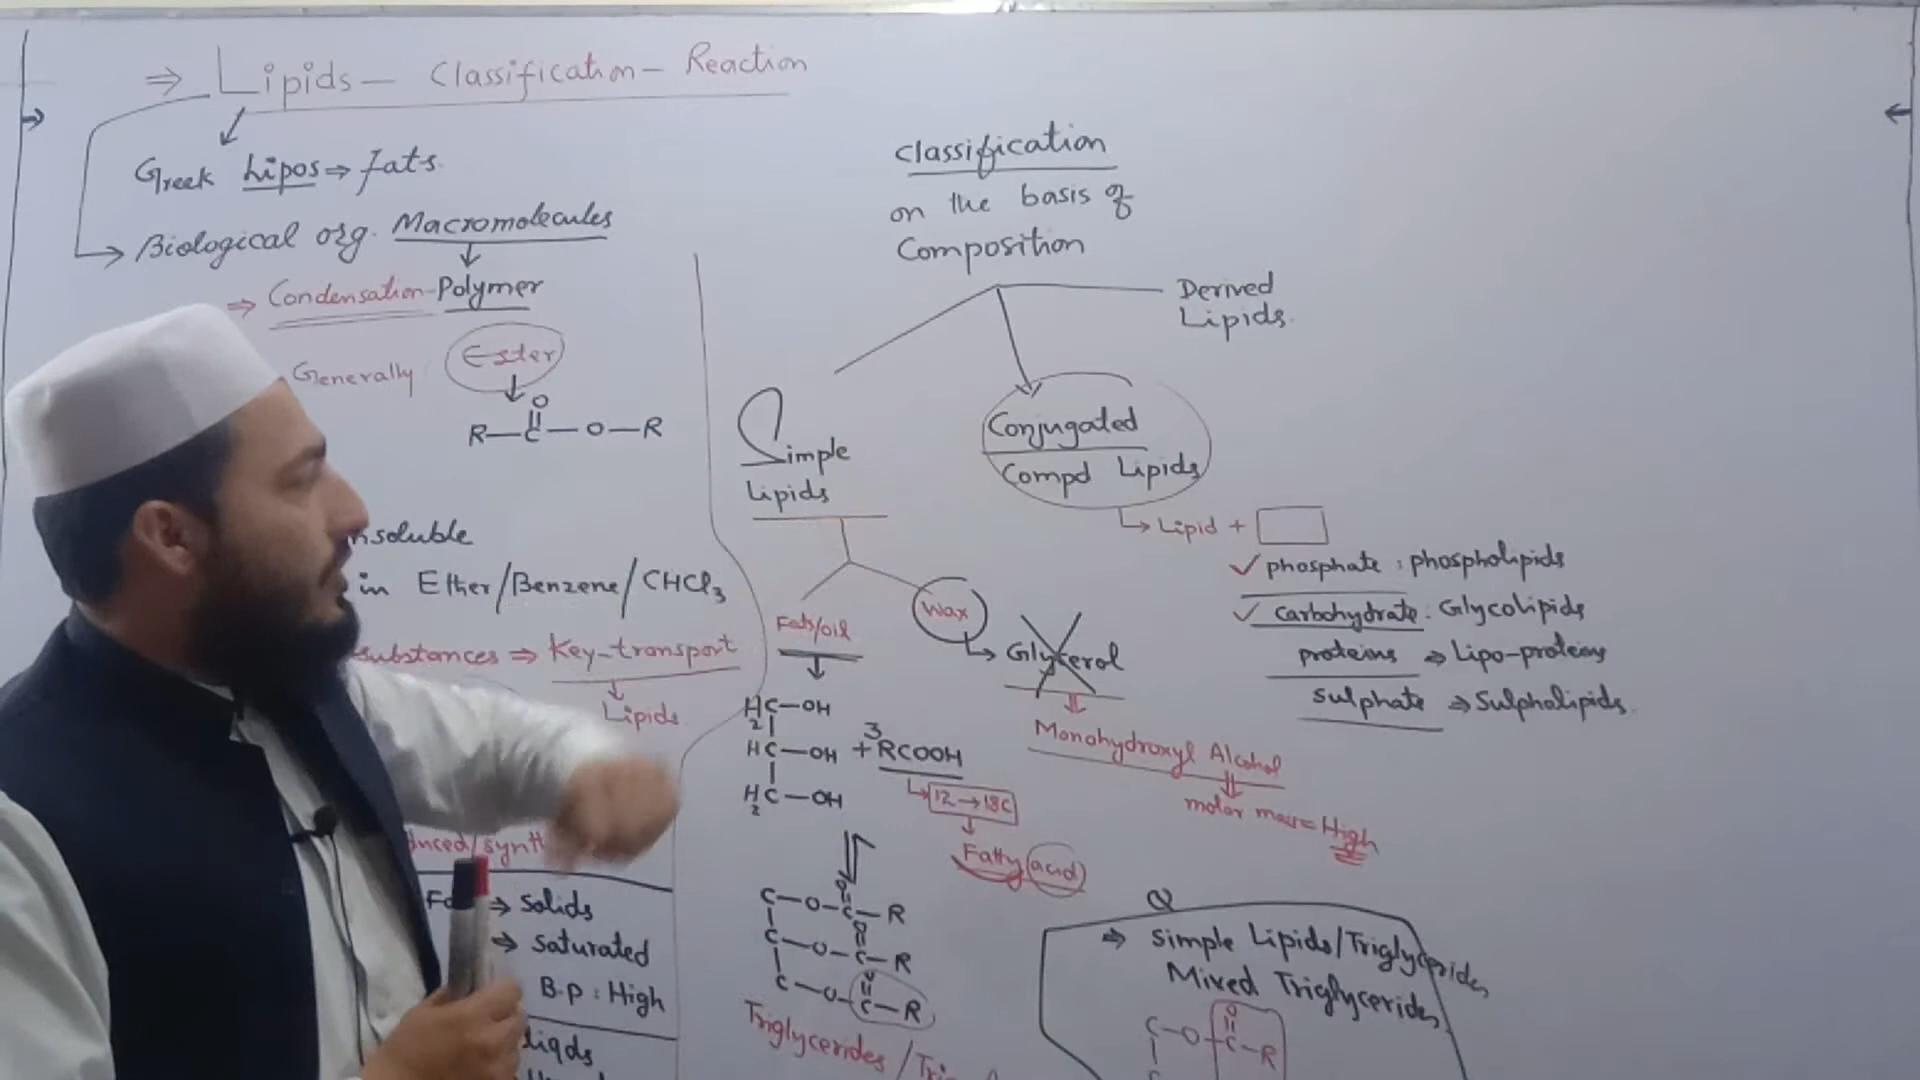 ⇒ Lipids – Classification – Reaction
Greek Lipos ⇒ fats.
Biological org. Macromolecules
⇒ Condensation-Polymer
Generally Ester
O
R–C–O–R
nsoluble
in Ether/Benzene/CHCl3
substances ⇒ Key-transport
Lipids
⇒ Solids
⇒ Saturated
B.p : High
Classification
on the basis of
Composition
Derived
Lipids.
Simple
Lipids
Conjugated
Compd Lipids
Lipid +
✓ phosphate : phospholipids
✓ Carbohydrate : Glycolipids
proteins ⇒ Lipo-proteins
Sulphate ⇒ Sulpholipids.
Fats/oil
Wax
Glycerol
Monohydroxyl Alcohol
molar mass = High
H2C–OH
HC–OH + 3RCOOH
H2C–OH
12→18C
Fatty acid
C–O–C–R
C–O–C–R
C–O–C–R
Triglycerides /
Q
⇒ Simple Lipids/Triglycerides
Mixed Triglycerides
O
C–O–C–R